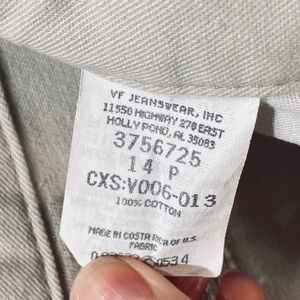 VF JEANSWEAR, INC
11550 HIGHWAY 278 EAST
HOLLY POND, AL 35083
3756725
14 P
CXS:V006-013
100% COTTON
MADE IN COSTA RICA OF U.S.
FABRIC